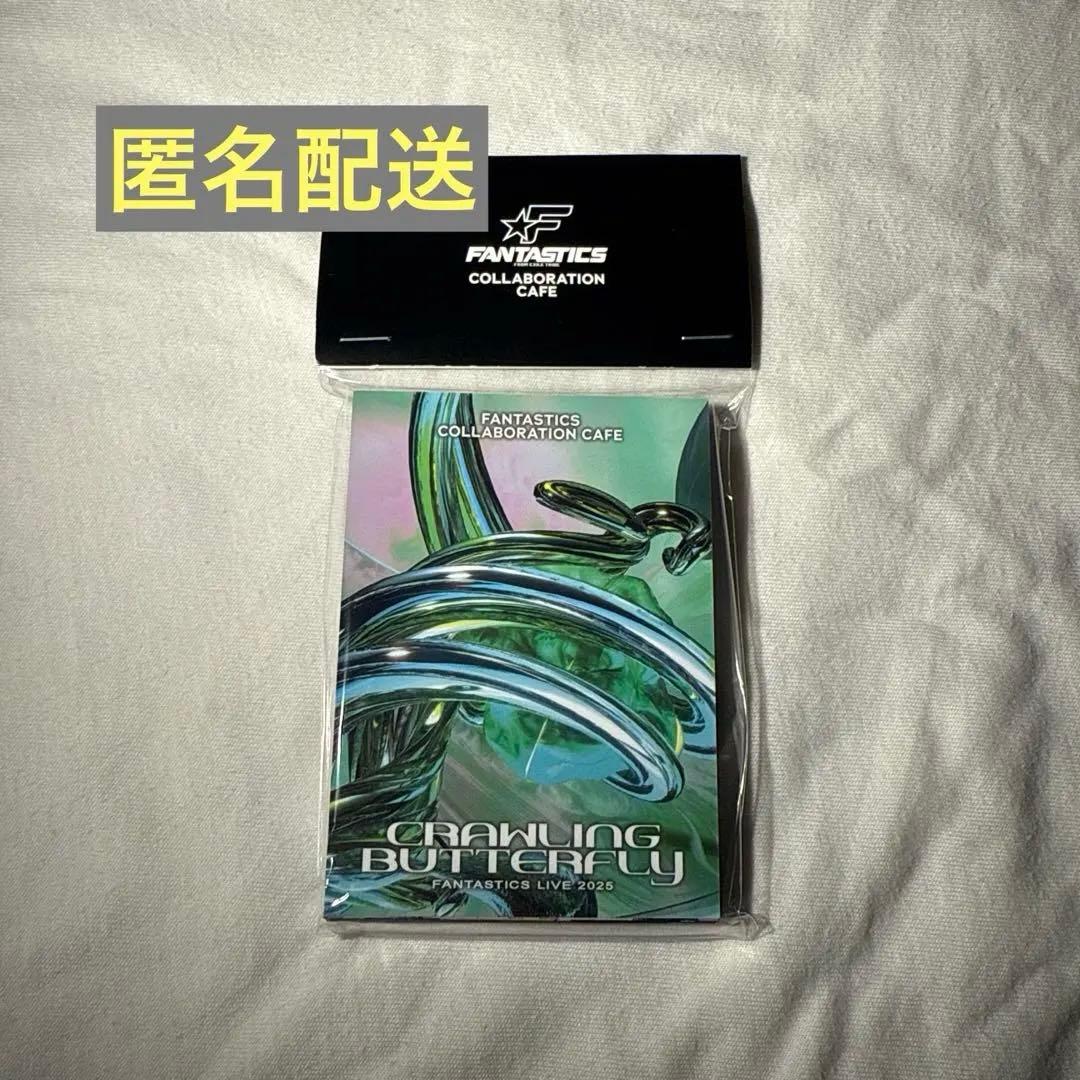 匿名配送
F
FANTASTICS
FROM EXILE TRIBE
COLLABORATION
CAFE
FANTASTICS
COLLABORATION CAFE
CRAWLING
BUTTERFLY
FANTASTICS LIVE 2025